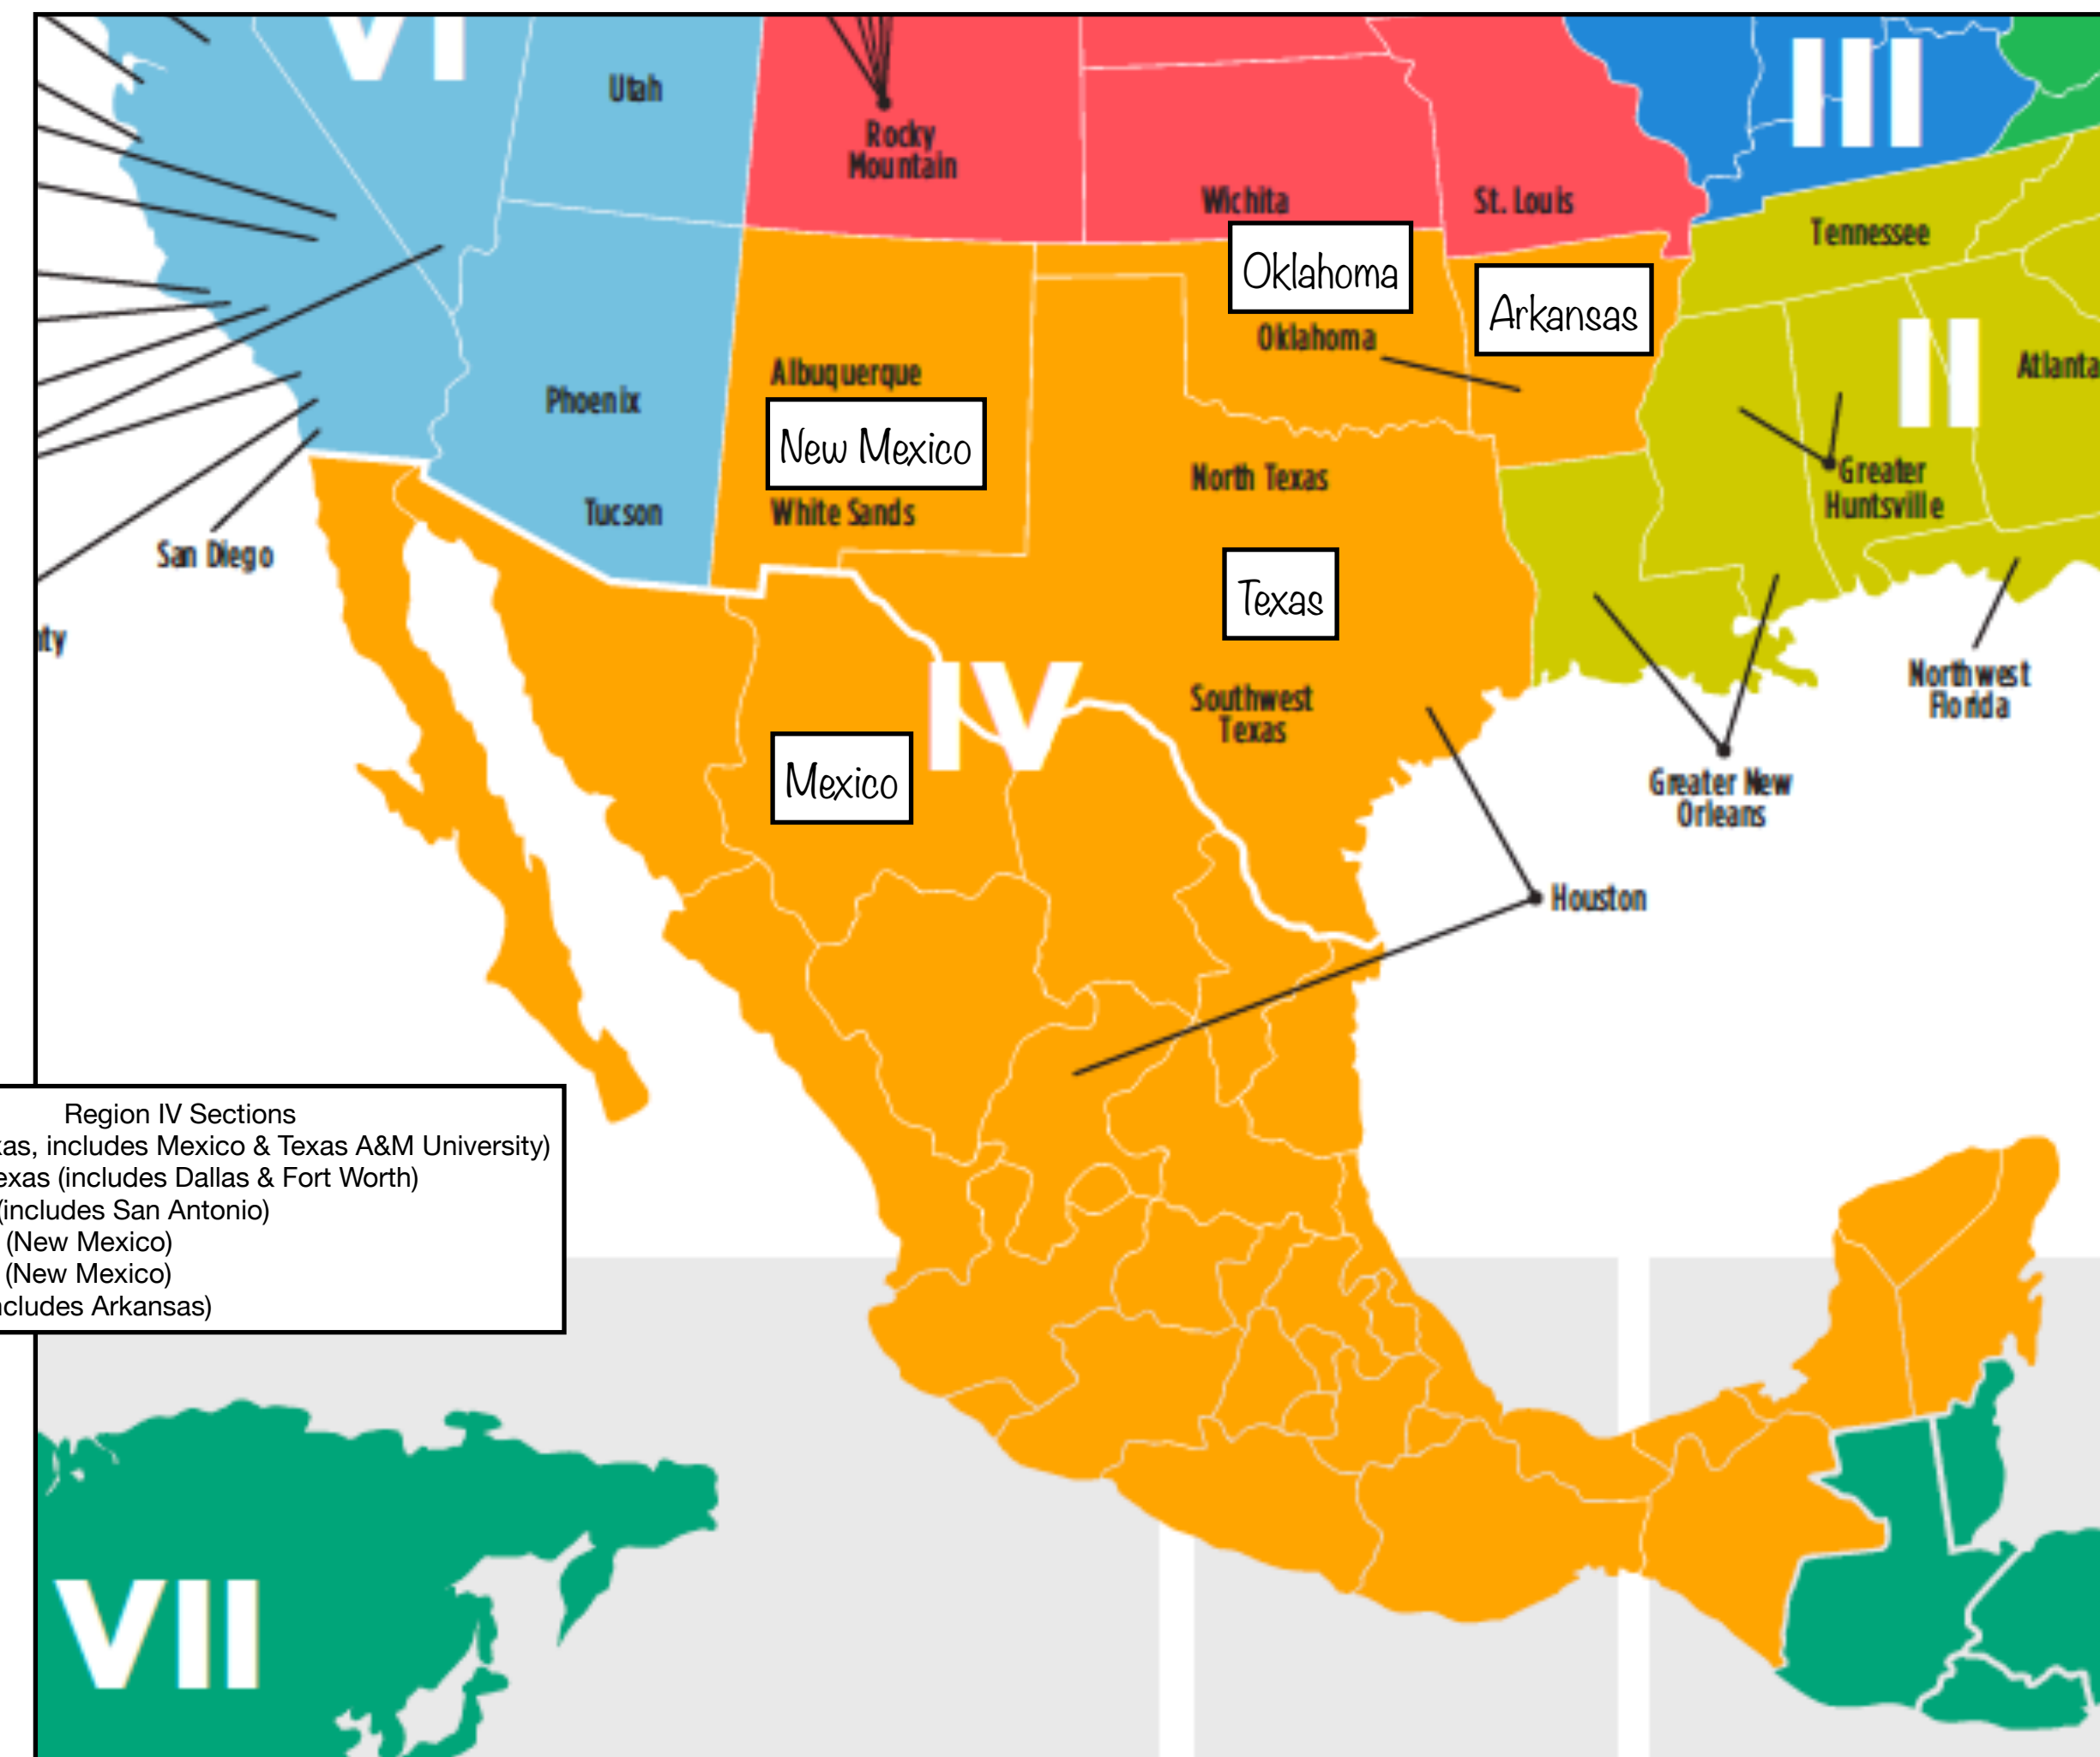 VI
III
Utah
Rocky
Mountain
Wichita
St. Louis
Tennessee
Oklahoma
Arkansas
Oklahoma
II
Atlanta
Albuquerque
Phoenix
New Mexico
North Texas
Greater
Huntsville
Tucson
White Sands
San Diego
Texas
Northwest
Florida
IV
Southwest
Texas
Mexico
Greater New
Orleans
Houston
Region IV Sections
includes Mexico & Texas A&M University)
(includes Dallas & Fort Worth)
(includes San Antonio)
(New Mexico)
(New Mexico)
Arkansas)
VII